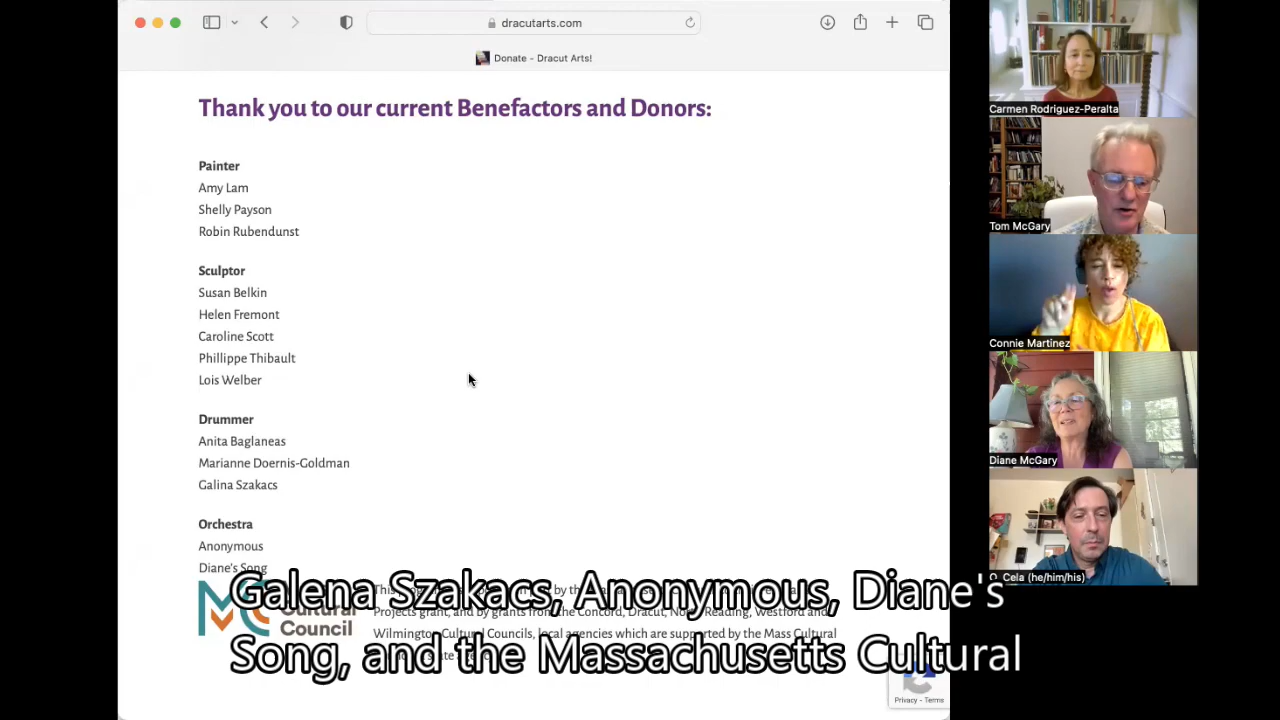 dracutarts.com
Donate - Dracut Arts!
Thank you to our current Benefactors and Donors:
Painter
Amy Lam
Shelly Payson
Robin Rubendunst
Sculptor
Susan Belkin
Helen Fremont
Caroline Scott
Phillippe Thibault
Lois Welber
Drummer
Anita Baglaneas
Marianne Doernis-Goldman
Galina Szakacs
Orchestra
Anonymous
Diane's Song
Cultural
Council
Projects grant, and by grants from the Concord, Dracut, North Reading, Westford and
Wilmington Cultural Councils, local agencies which are supported by the Mass Cultural
Privacy - Terms
Galena Szakacs, Anonymous, Diane's
Song, and the Massachusetts Cultural
Carmen Rodriguez-Peralta
Tom McGary
Connie Martinez
Diane McGary
Cela (he/him/his)